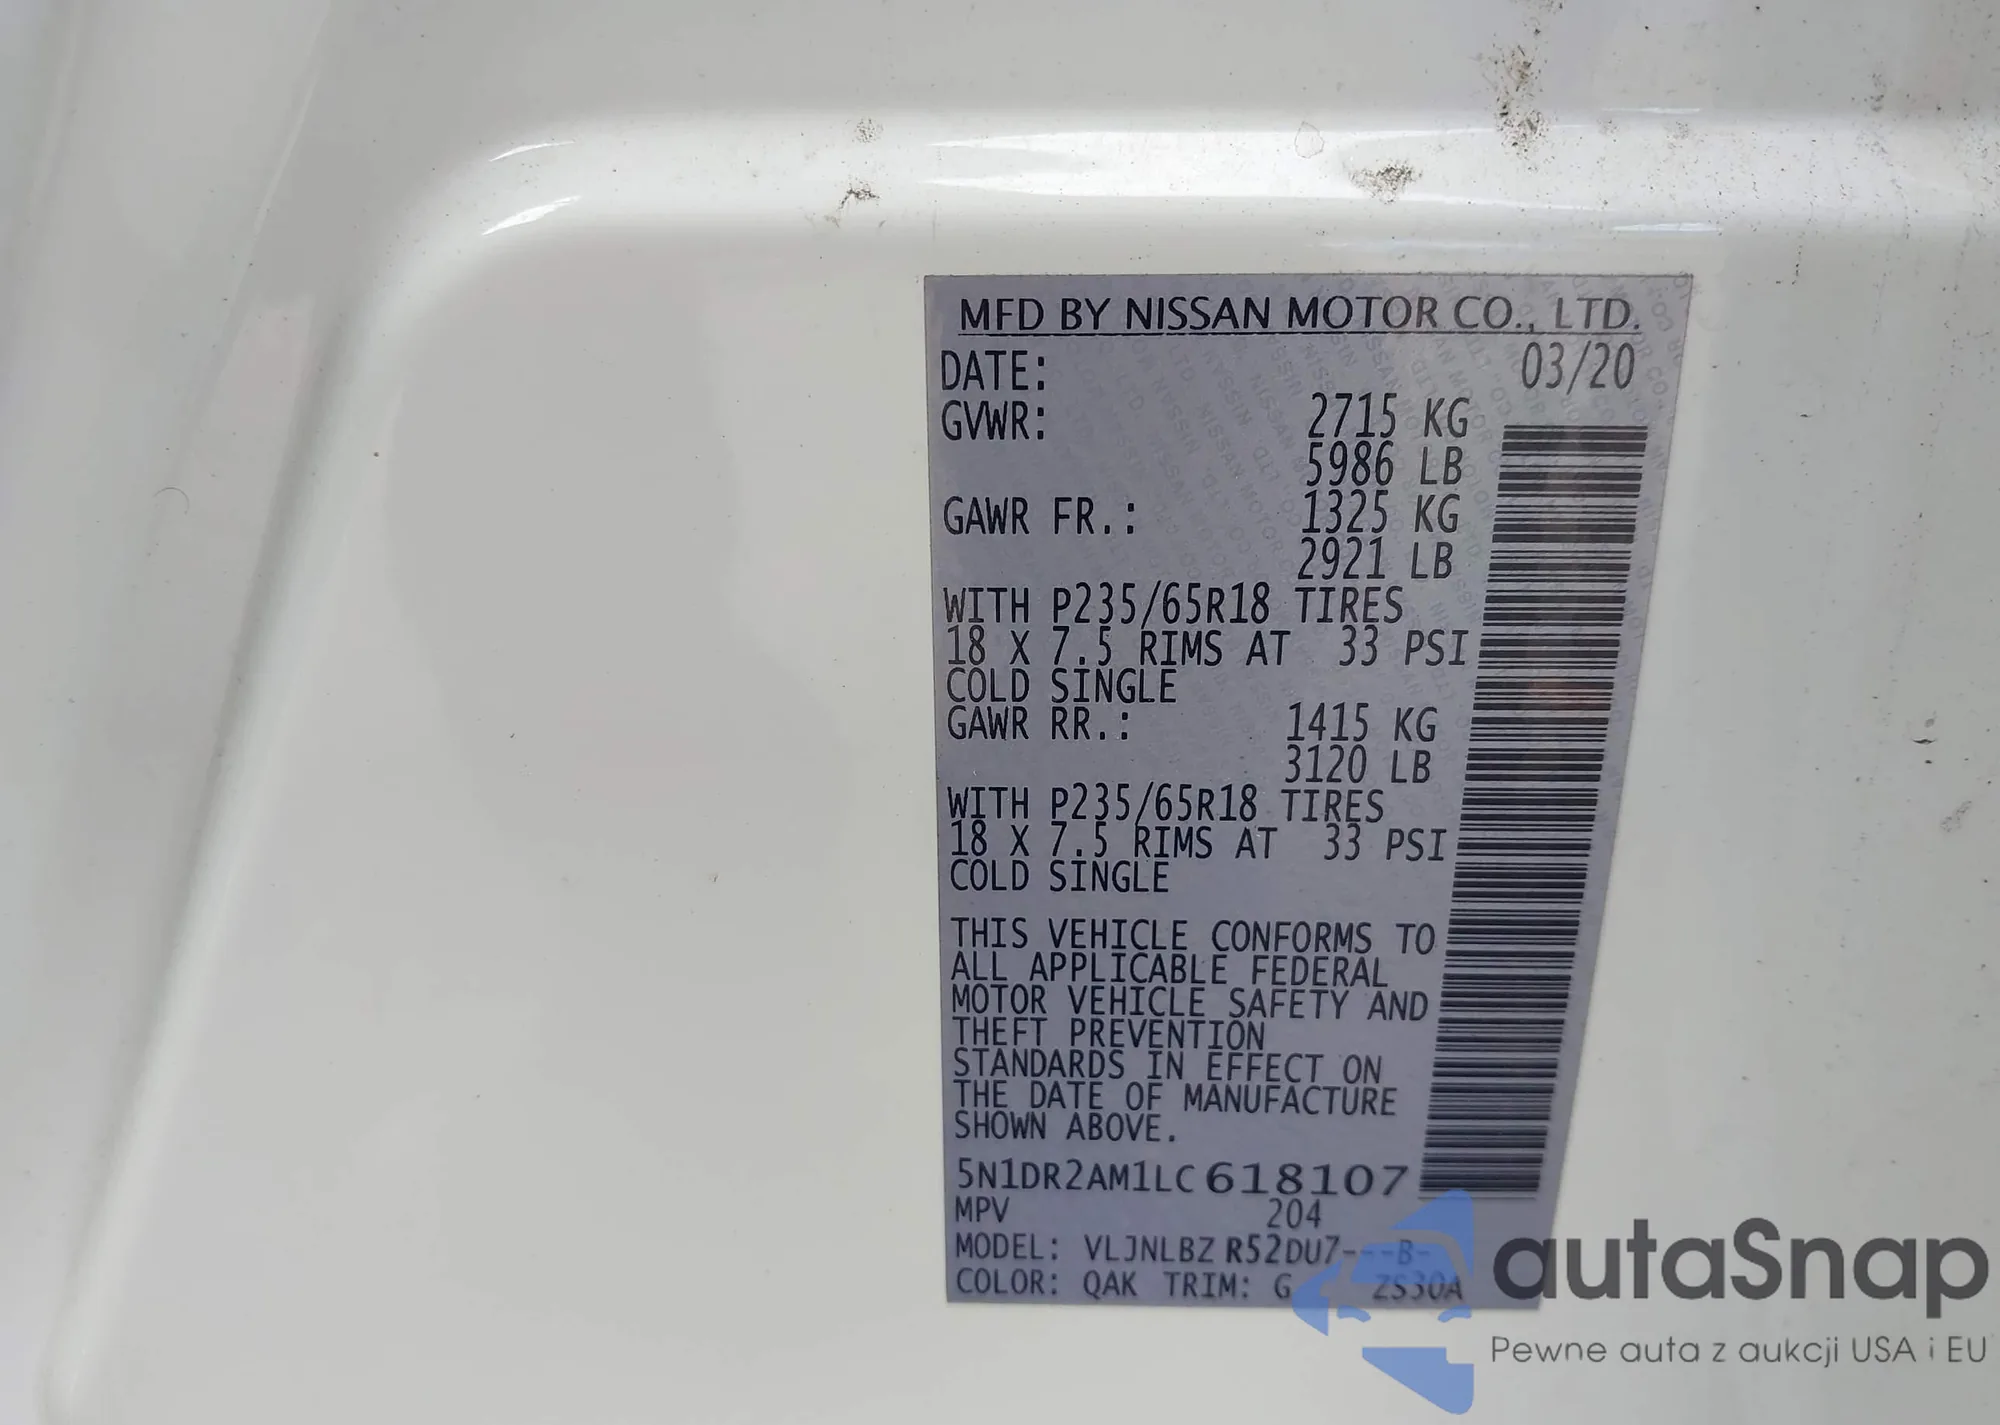 MFD BY NISSAN MOTOR CO., LTD.
DATE: 03/20
GVWR: 2715 KG
5986 LB
GAWR FR.: 1325 KG
2921 LB
WITH P235/65R18 TIRES
18 X 7.5 RIMS AT 33 PSI
COLD SINGLE
GAWR RR.: 1415 KG
3120 LB
WITH P235/65R18 TIRES
18 X 7.5 RIMS AT 33 PSI
COLD SINGLE
THIS VEHICLE CONFORMS TO
ALL APPLICABLE FEDERAL
MOTOR VEHICLE SAFETY AND
THEFT PREVENTION
STANDARDS IN EFFECT ON
THE DATE OF MANUFACTURE
SHOWN ABOVE.
5N1DR2AM1LC618107
MPV 204
MODEL: VLJNLBZ R52DU7---B-
COLOR: QAK TRIM: G ZS30A
autaSnap
Pewne auta z aukcji USA i EU